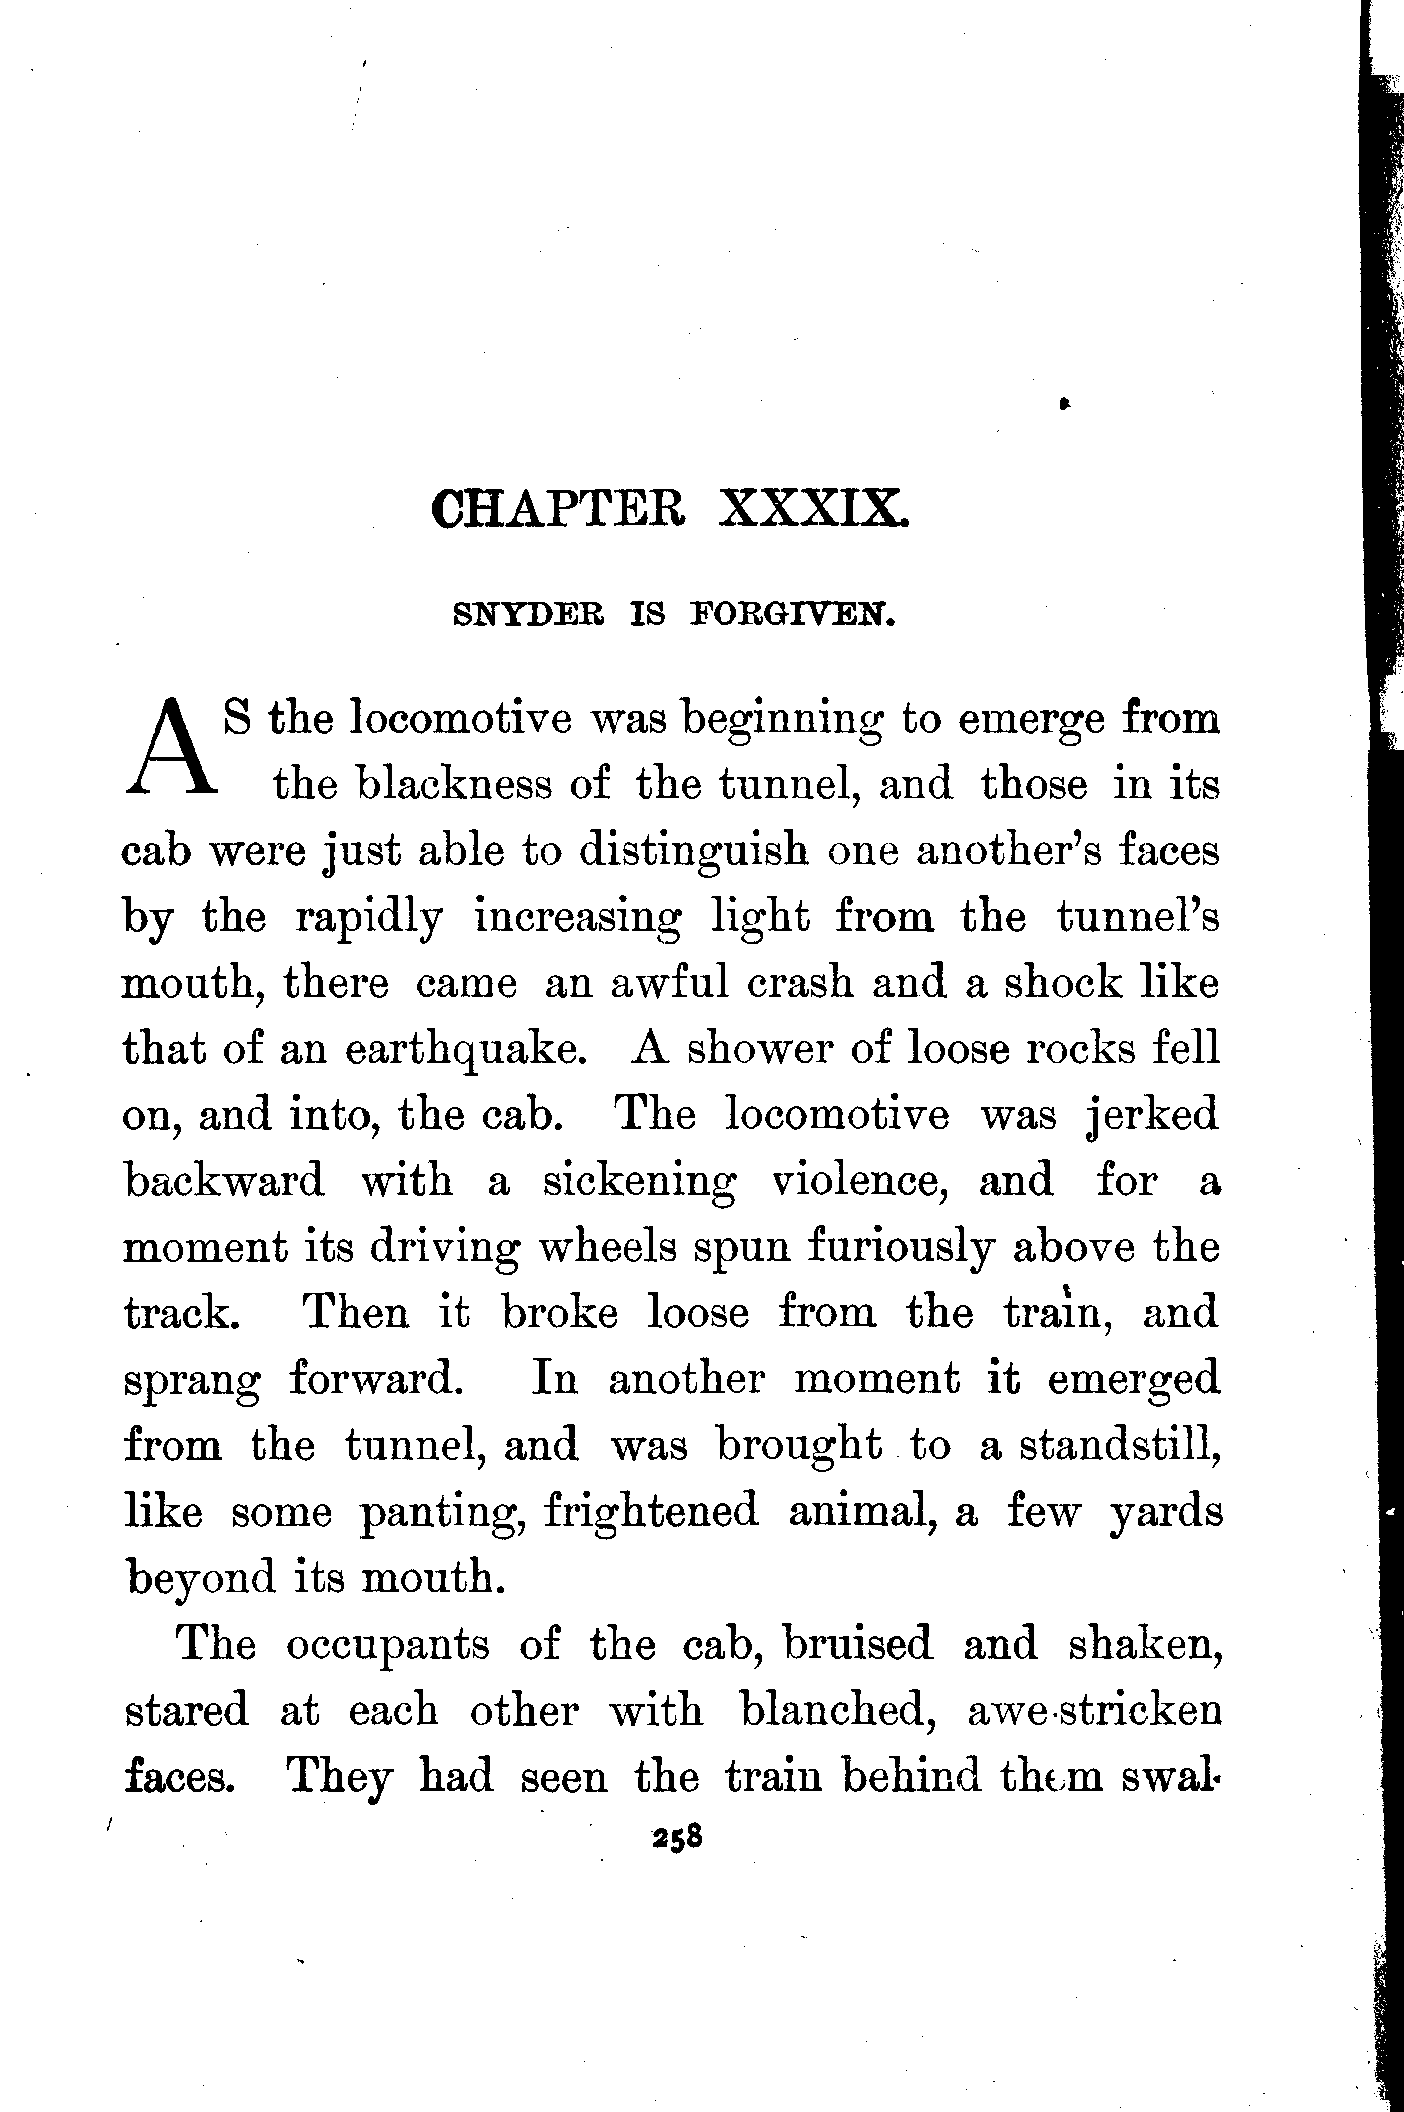 CHAPTER XXXIX.
SNYDER IS FORGIVEN.
AS the locomotive was beginning to emerge from
the blackness of the tunnel, and those in its
cab were just able to distinguish one another's faces
by the rapidly increasing light from the tunnel's
mouth, there came an awful crash and a shock like
that of an earthquake. A shower of loose rocks fell
on, and into, the cab. The locomotive was jerked
backward with a sickening violence, and for a
moment its driving wheels spun furiously above the
track. Then it broke loose from the train, and
sprang forward. In another moment it emerged
from the tunnel, and was brought to a standstill,
like some panting, frightened animal, a few yards
beyond its mouth.
The occupants of the cab, bruised and shaken,
stared at each other with blanched, awe-stricken
faces. They had seen the train behind them swal-
258